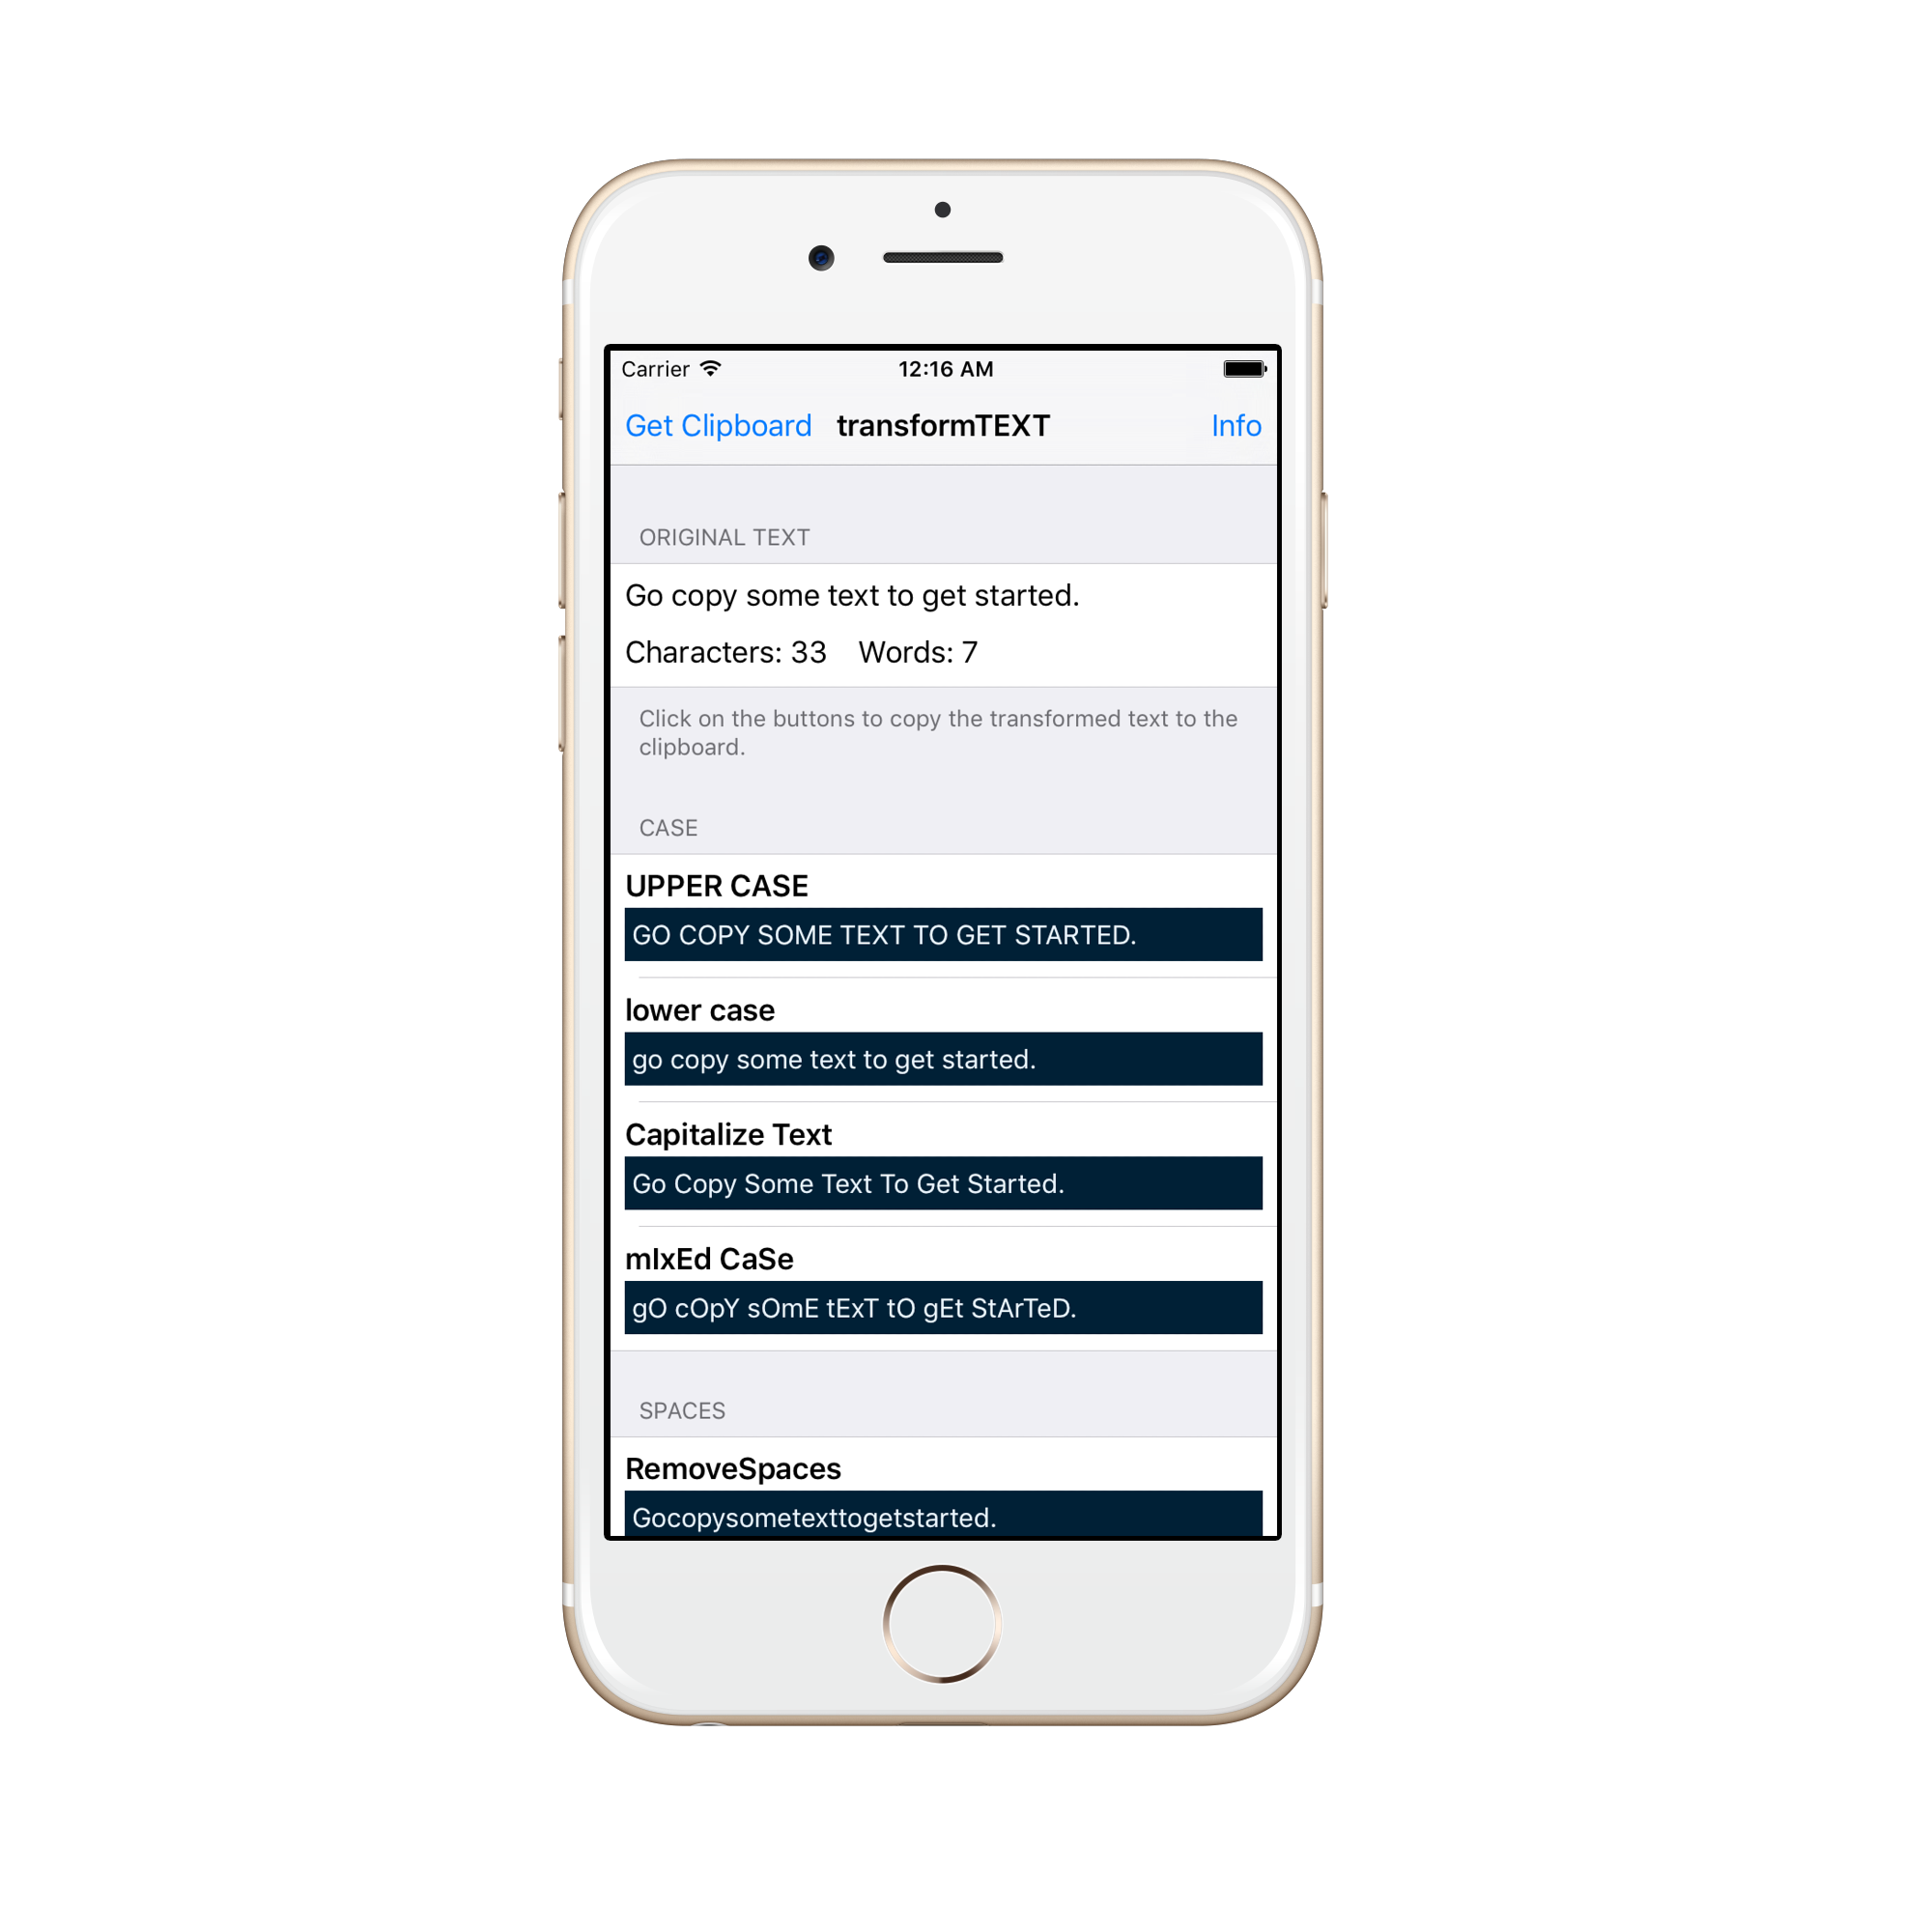 Carrier 12:16 AM
Get Clipboard transformTEXT Info
ORIGINAL TEXT
Go copy some text to get started.
Characters: 33 Words: 7
Click on the buttons to copy the transformed text to the
clipboard.
CASE
UPPER CASE
GO COPY SOME TEXT TO GET STARTED.
lower case
go copy some text to get started.
Capitalize Text
Go Copy Some Text To Get Started.
mIxEd CaSe
gO cOpY sOmE tExT tO gEt StArTeD.
SPACES
RemoveSpaces
Gocopysometexttogetstarted.